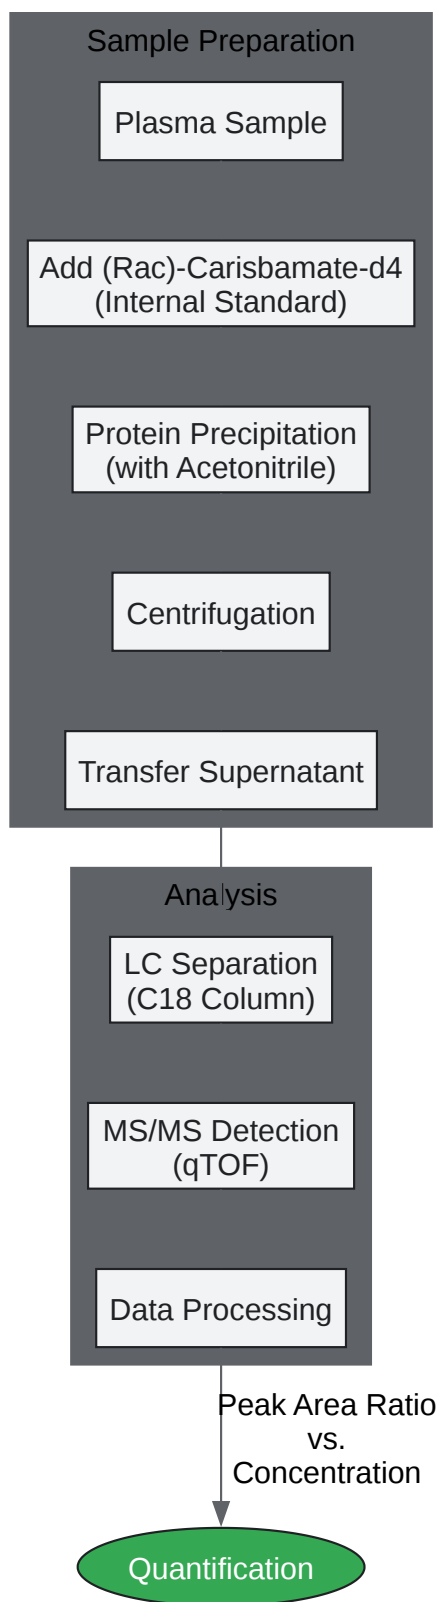 Sample Preparation
Plasma Sample
Add (Rac)-Carisbamate-d4
(Internal Standard)
Protein Precipitation
(with Acetonitrile)
Centrifugation
Transfer Supernatant
Analysis
LC Separation
(C18 Column)
MS/MS Detection
(qTOF)
Data Processing
Peak Area Ratio
vs.
Concentration
Quantification